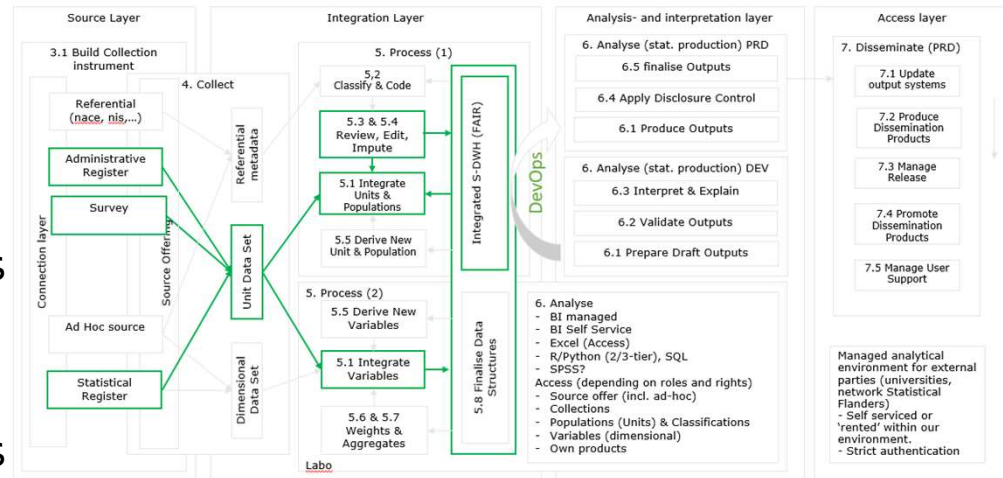 Source Layer
Integration Layer
Analysis- and interpretation layer
Access layer
3.1 Build Collection
instrument
Connection layer
Referential
(nace, nis,...)
Administrative
Register
Survey
Ad Hoc source
Statistical
Register
4. Collect
Source Offering
Referential
metadata
Unit Data Set
Dimensional
Data Set
5. Process (1)
5,2
Classify & Code
5.3 & 5.4
Review, Edit,
Impute
5.1 Integrate
Units &
Populations
5.5 Derive New
Unit & Population
5. Process (2)
5.5 Derive New
Variables
5.1 Integrate
Variables
5.6 & 5.7
Weights &
Aggregates
Labo
Integrated S-DWH (FAIR)
5.8 Finalise Data
Structures
DevOps
6. Analyse (stat. production) PRD
6.5 finalise Outputs
6.4 Apply Disclosure Control
6.1 Produce Outputs
6. Analyse (stat. production) DEV
6.3 Interpret & Explain
6.2 Validate Outputs
6.1 Prepare Draft Outputs
6. Analyse
- BI managed
- BI Self Service
- Excel (Access)
- R/Python (2/3-tier), SQL
- SPSS?
Access (depending on roles and rights)
- Source offer (incl. ad-hoc)
- Collections
- Populations (Units) & Classifications
- Variables (dimensional)
- Own products
7. Disseminate (PRD)
7.1 Update
output systems
7.2 Produce
Dissemination
Products
7.3 Manage
Release
7.4 Promote
Dissemination
Products
7.5 Manage User
Support
Managed analytical
environment for external
parties (universities,
network Statistical
Flanders)
- Self serviced or
‘rented’ within our
environment.
- Strict authentication